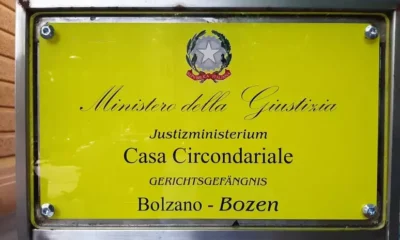 Ministero della Giustizia
Justizministerium
Casa Circondariale
GERICHTSGEFÄNGNIS
Bolzano - Bozen